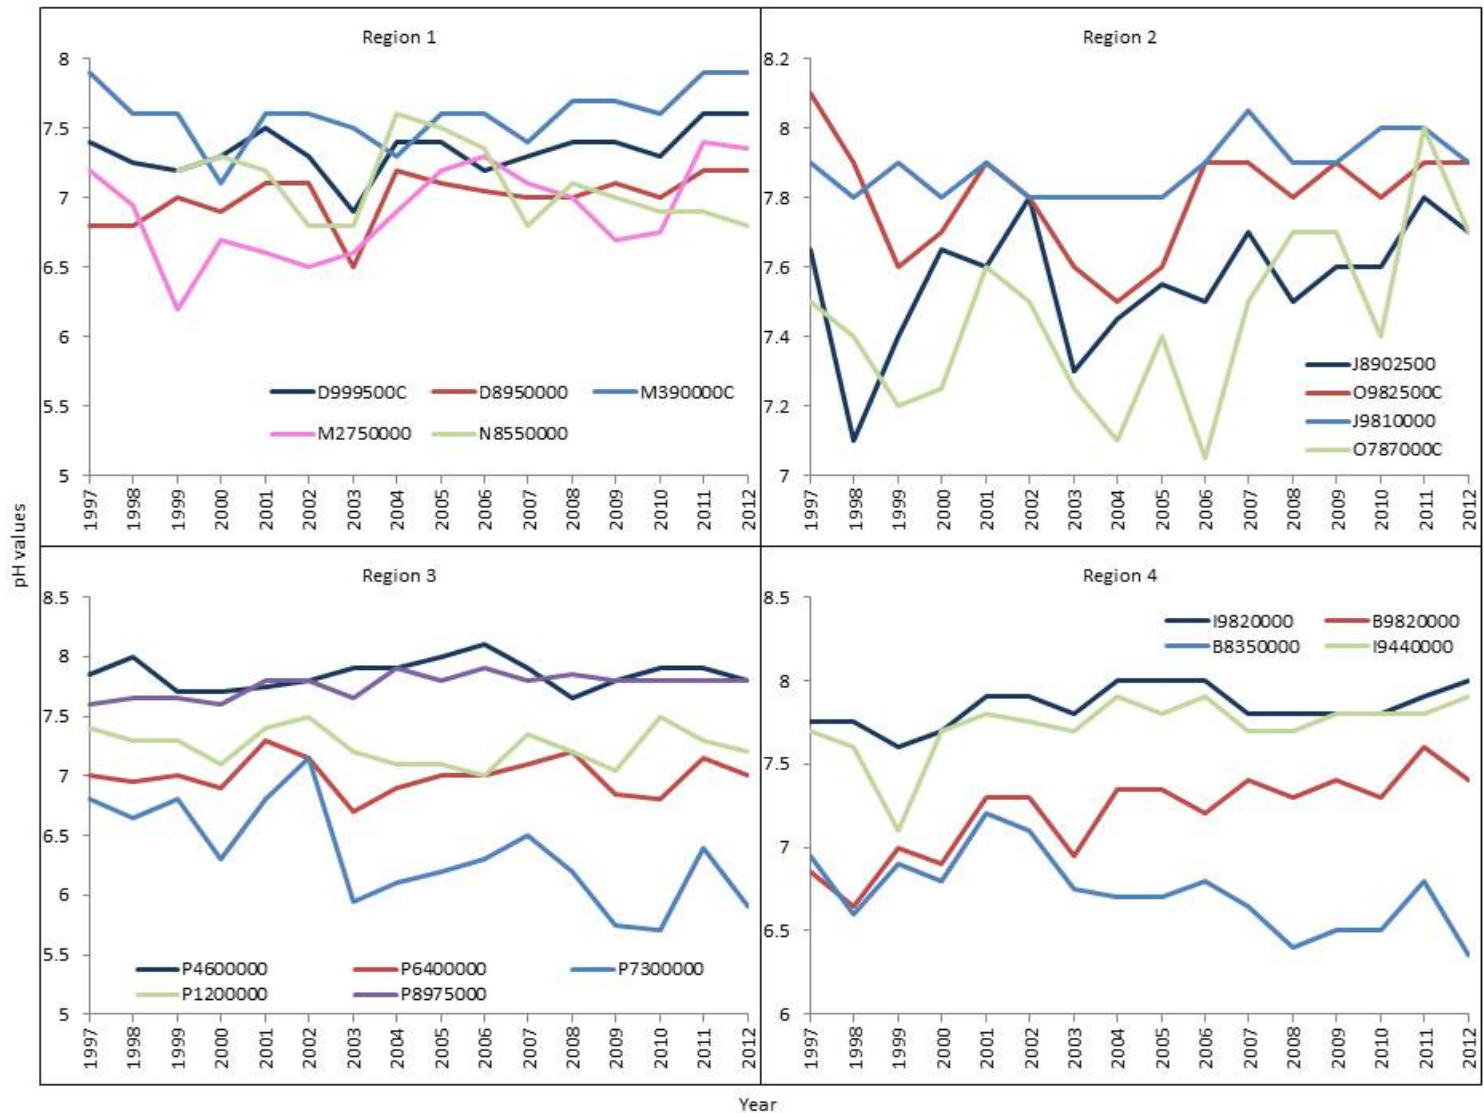 Region 1
8
7.5
7
6.5
6
5.5
5
D999500C D8950000 M390000C
M2750000 N8550000
1997 1998 1999 2000 2001 2002 2003 2004 2005 2006 2007 2008 2009 2010 2011 2012
Region 2
8.2
8
7.8
7.6
7.4
7.2
7
J8902500
O982500C
J9810000
O787000C
1997 1998 1999 2000 2001 2002 2003 2004 2005 2006 2007 2008 2009 2010 2011 2012
pH values
Region 3
8.5
8
7.5
7
6.5
6
5.5
5
P4600000 P6400000 P7300000
P1200000 P8975000
1997 1998 1999 2000 2001 2002 2003 2004 2005 2006 2007 2008 2009 2010 2011 2012
Region 4
8.5
8
7.5
7
6.5
6
I9820000 B9820000
B8350000 I9440000
1997 1998 1999 2000 2001 2002 2003 2004 2005 2006 2007 2008 2009 2010 2011 2012
Year